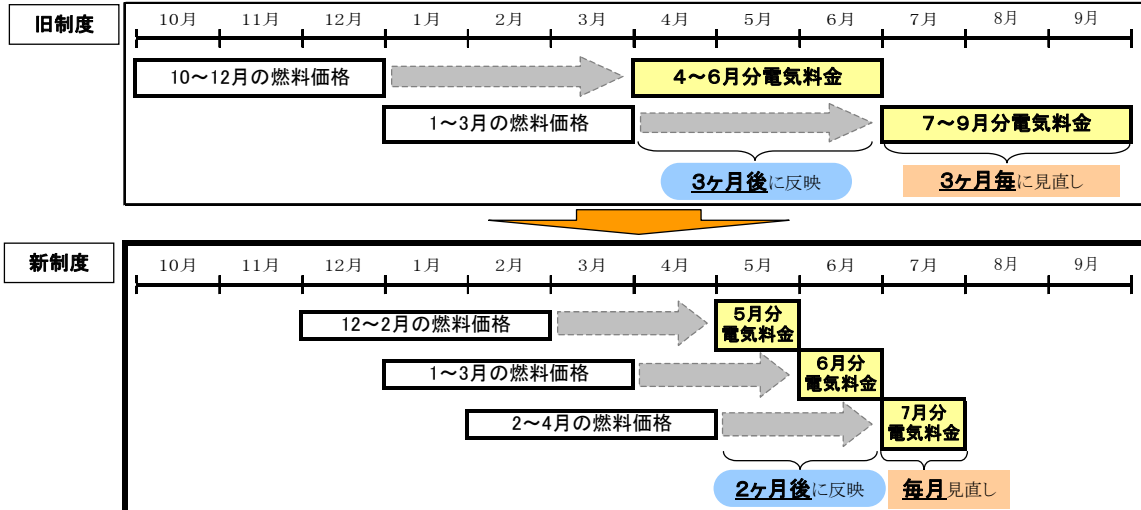 旧制度
10月 11月 12月 1月 2月 3月 4月 5月 6月 7月 8月 9月
10～12月の燃料価格 4～6月分電気料金
1～3月の燃料価格 7～9月分電気料金
3ヶ月後に反映 3ヶ月毎に見直し
新制度
10月 11月 12月 1月 2月 3月 4月 5月 6月 7月 8月 9月
12～2月の燃料価格
5月分
電気料金
1～3月の燃料価格
6月分
電気料金
2～4月の燃料価格
7月分
電気料金
2ヶ月後に反映 毎月見直し